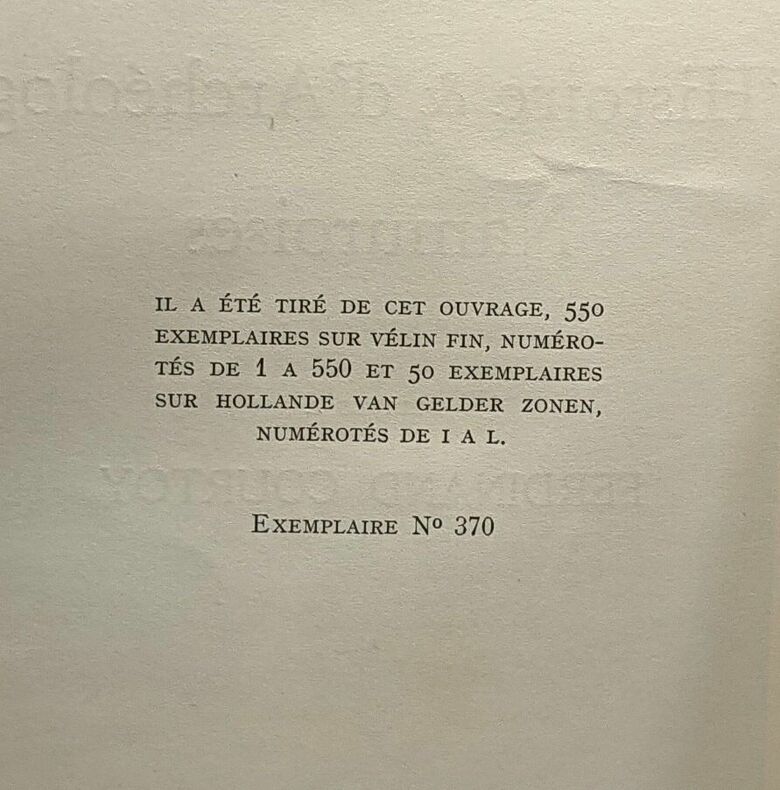 IL A ÉTÉ TIRÉ DE CET OUVRAGE, 550
EXEMPLAIRES SUR VÉLIN FIN, NUMÉRO-
TÉS DE 1 A 550 ET 50 EXEMPLAIRES
SUR HOLLANDE VAN GELDER ZONEN,
NUMÉROTÉS DE I A L.
EXEMPLAIRE Nº 370